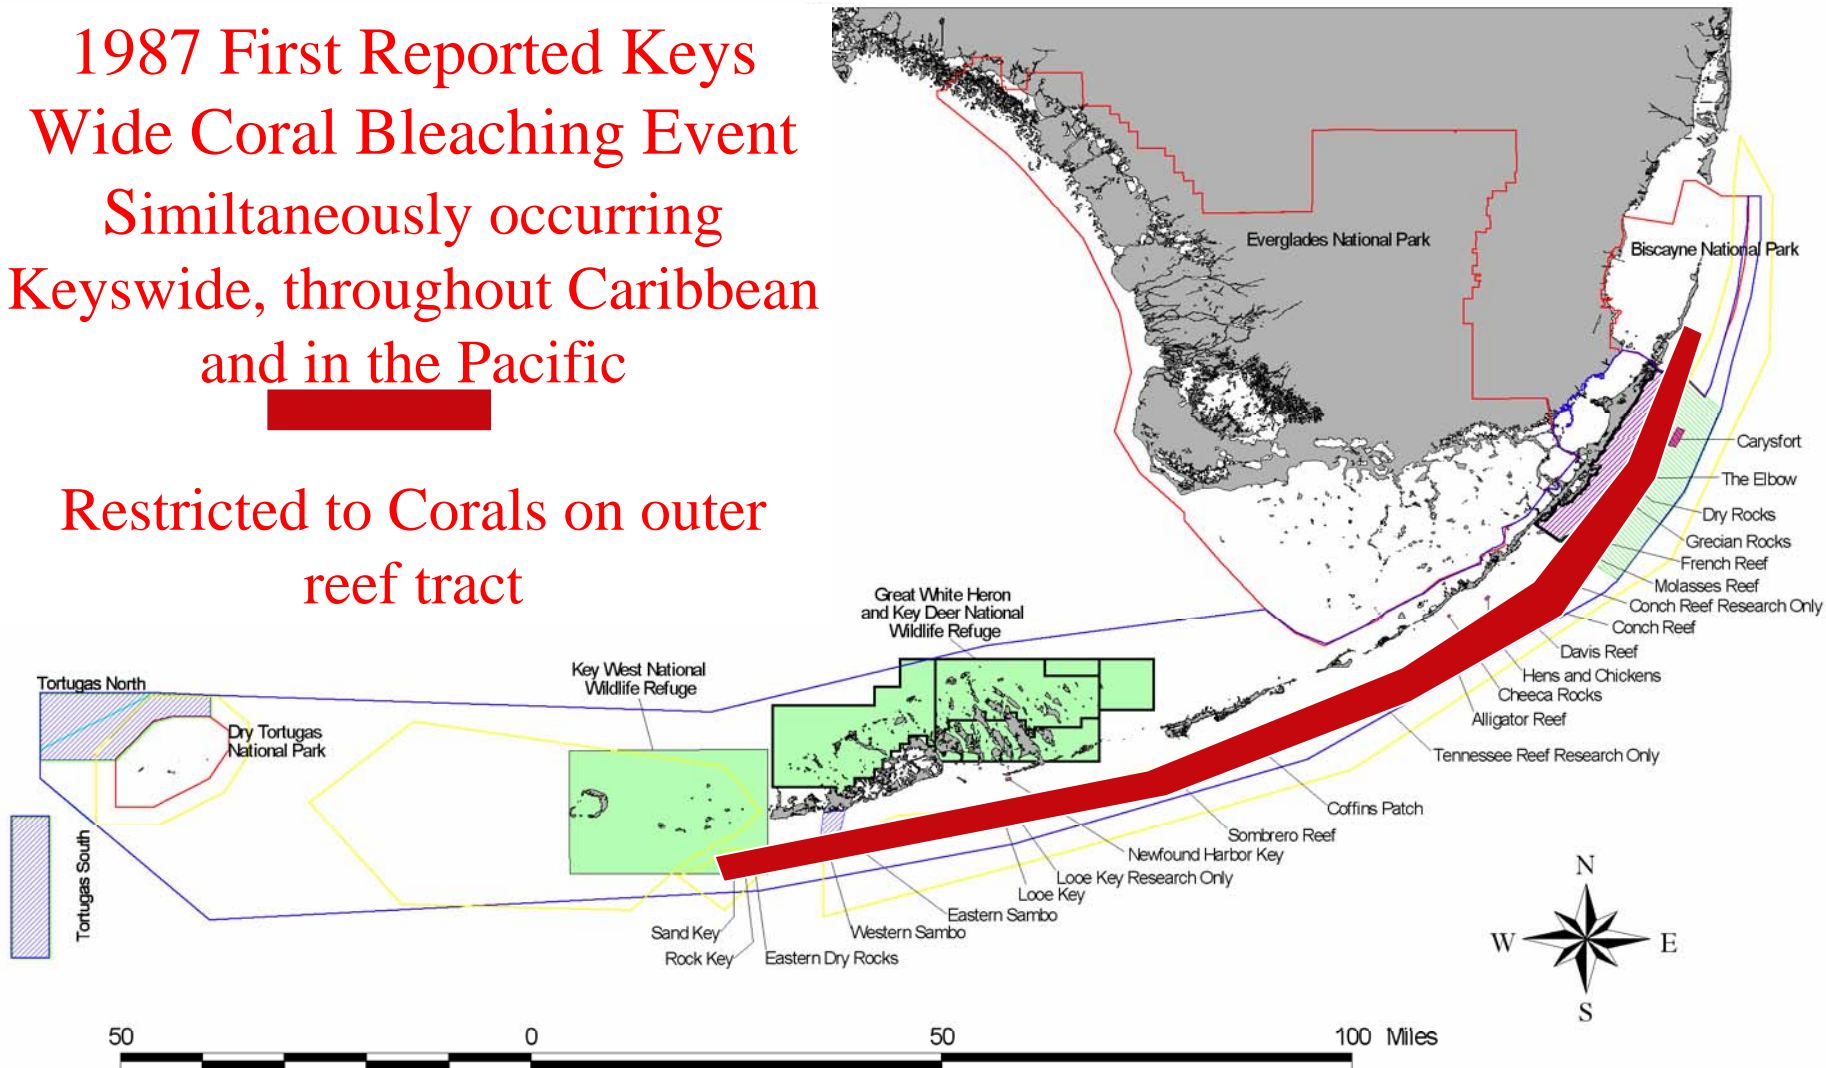 1987 First Reported Keys
Wide Coral Bleaching Event
Similtaneously occurring
Keyswide, throughout Caribbean
and in the Pacific
Restricted to Corals on outer
reef tract
Everglades National Park
Biscayne National Park
Carysfort
The Elbow
Dry Rocks
Grecian Rocks
French Reef
Molasses Reef
Conch Reef Research Only
Conch Reef
Davis Reef
Hens and Chickens
Cheeca Rocks
Alligator Reef
Tennessee Reef Research Only
Coffins Patch
Sombrero Reef
Newfound Harbor Key
Looe Key Research Only
Looe Key
Eastern Sambo
Western Sambo
Eastern Dry Rocks
Rock Key
Sand Key
Great White Heron
and Key Deer National
Wildlife Refuge
Key West National
Wildlife Refuge
Tortugas North
Dry Tortugas
National Park
Tortugas South
N
W
E
S
50
0
50
100 Miles